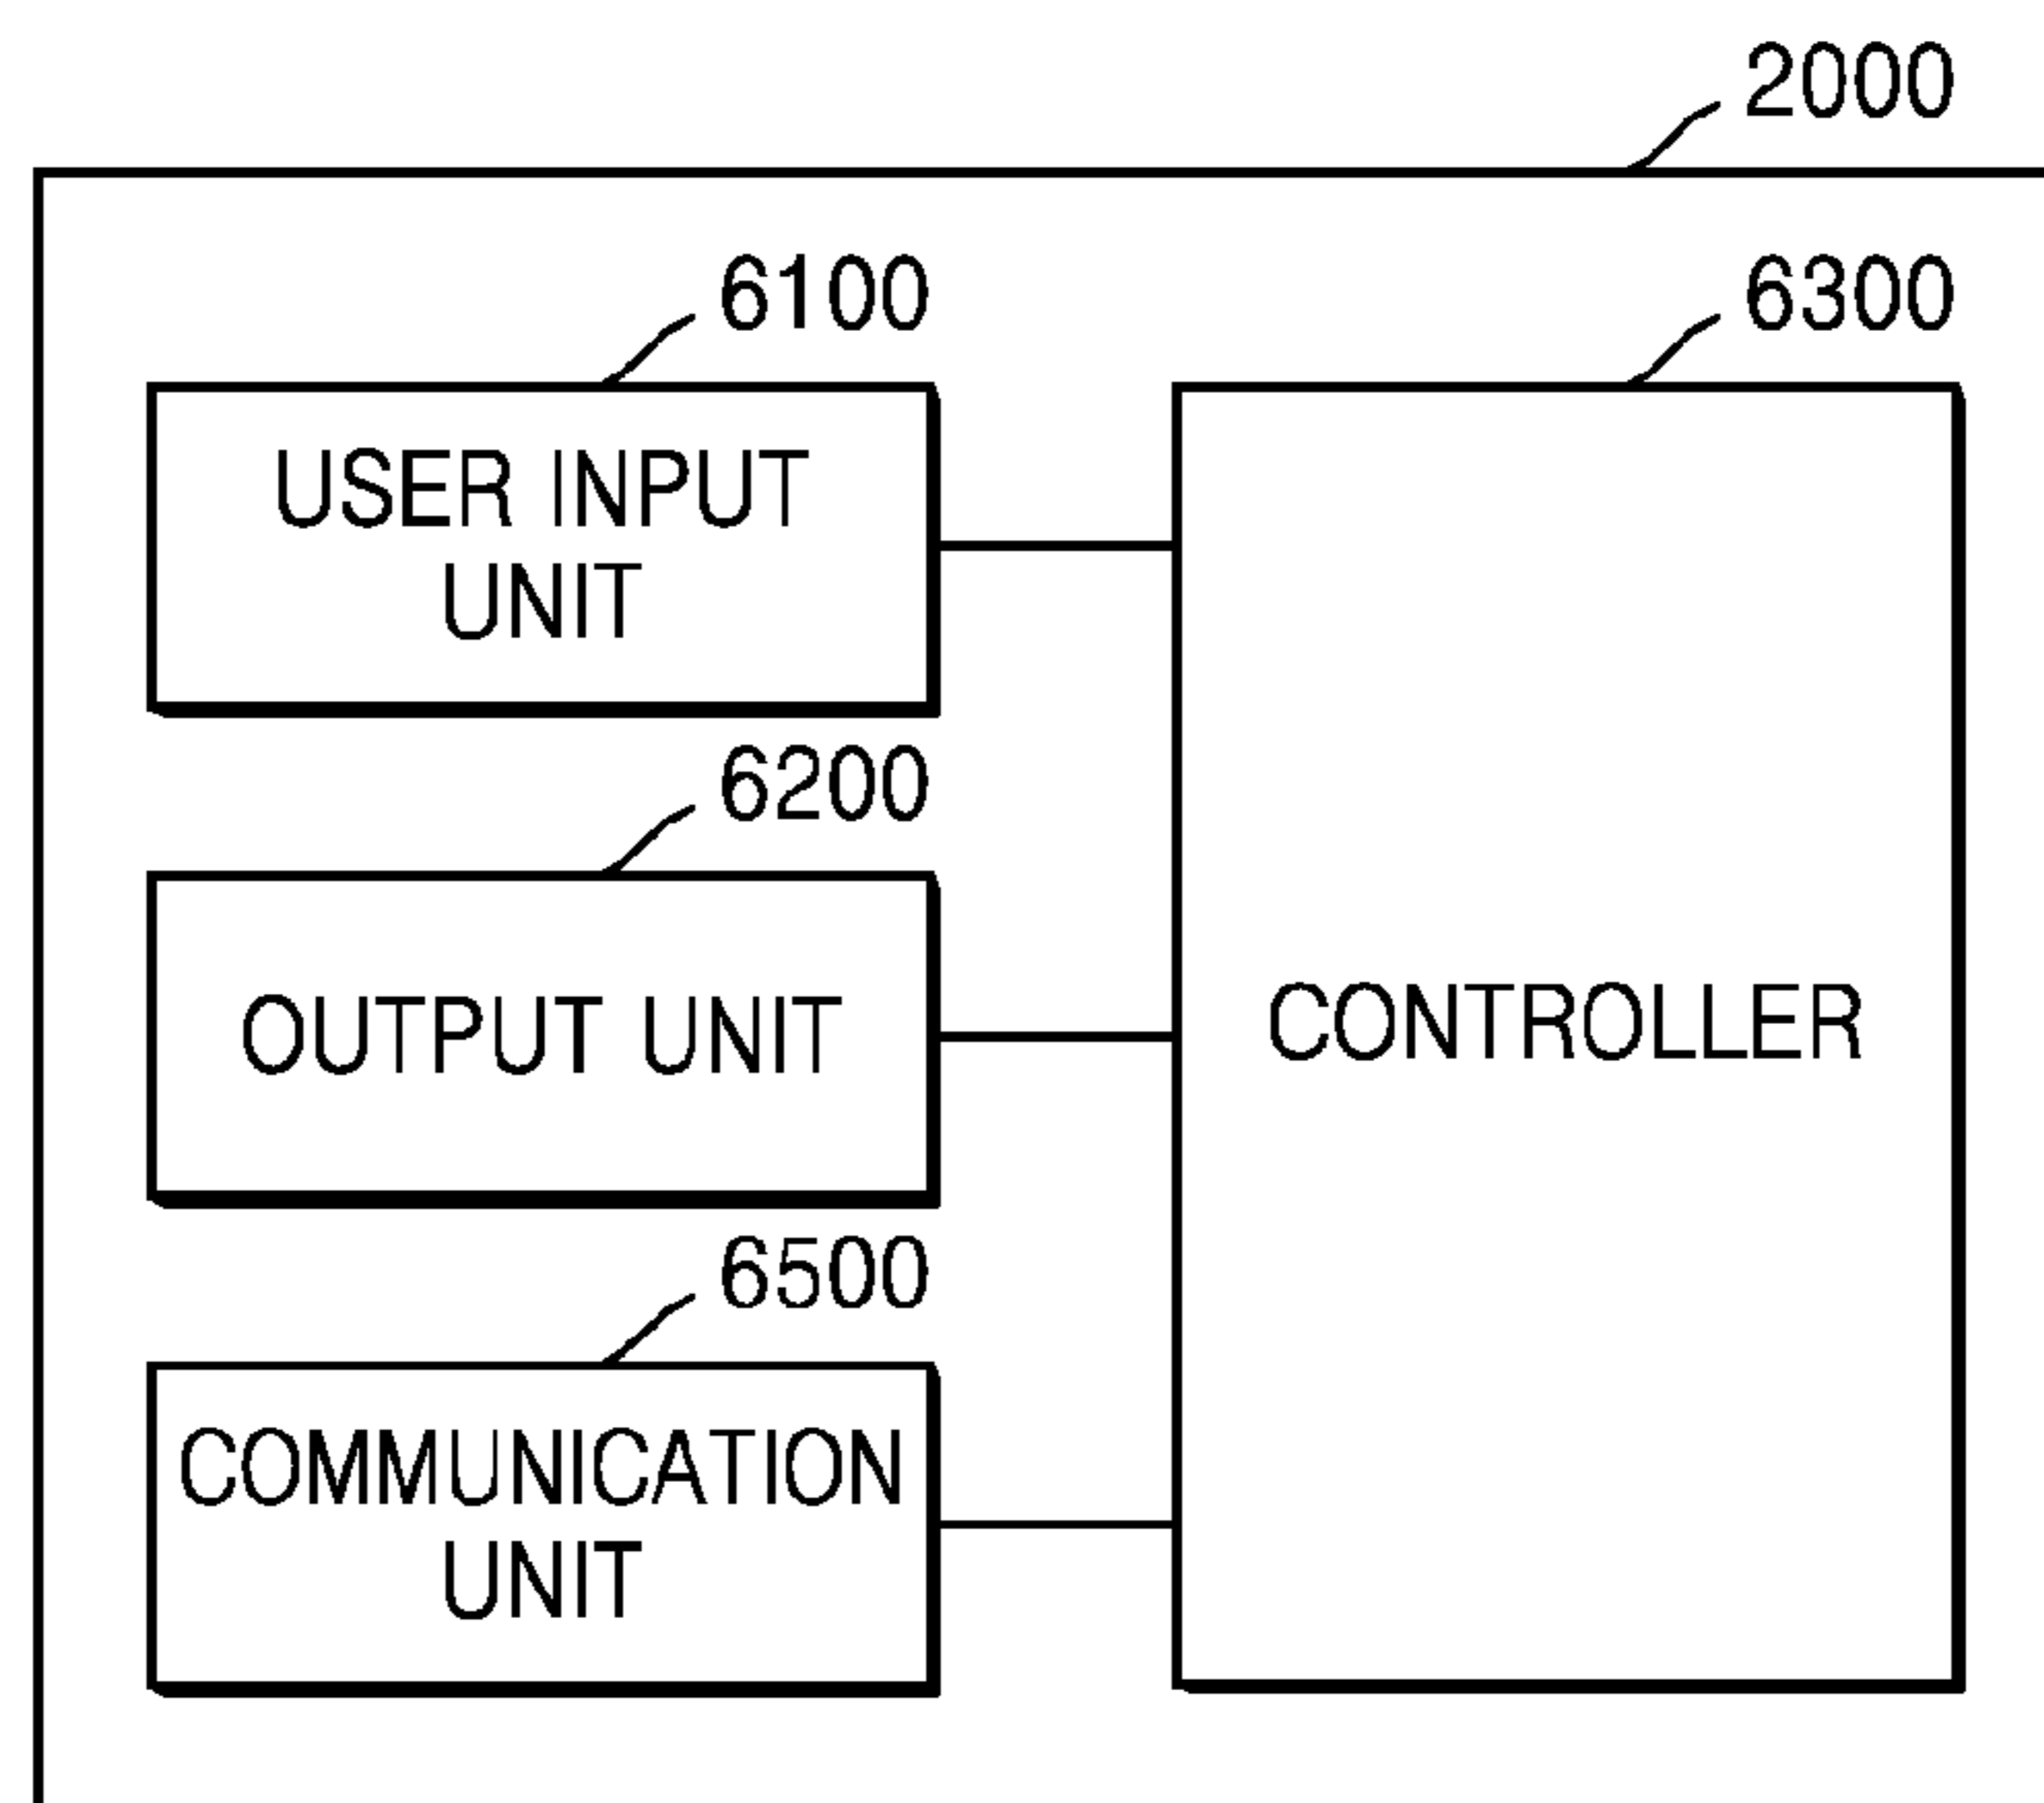 2000
6100
USER INPUT
UNIT
6200
OUTPUT UNIT
6500
COMMUNICATION
UNIT
6300
CONTROLLER